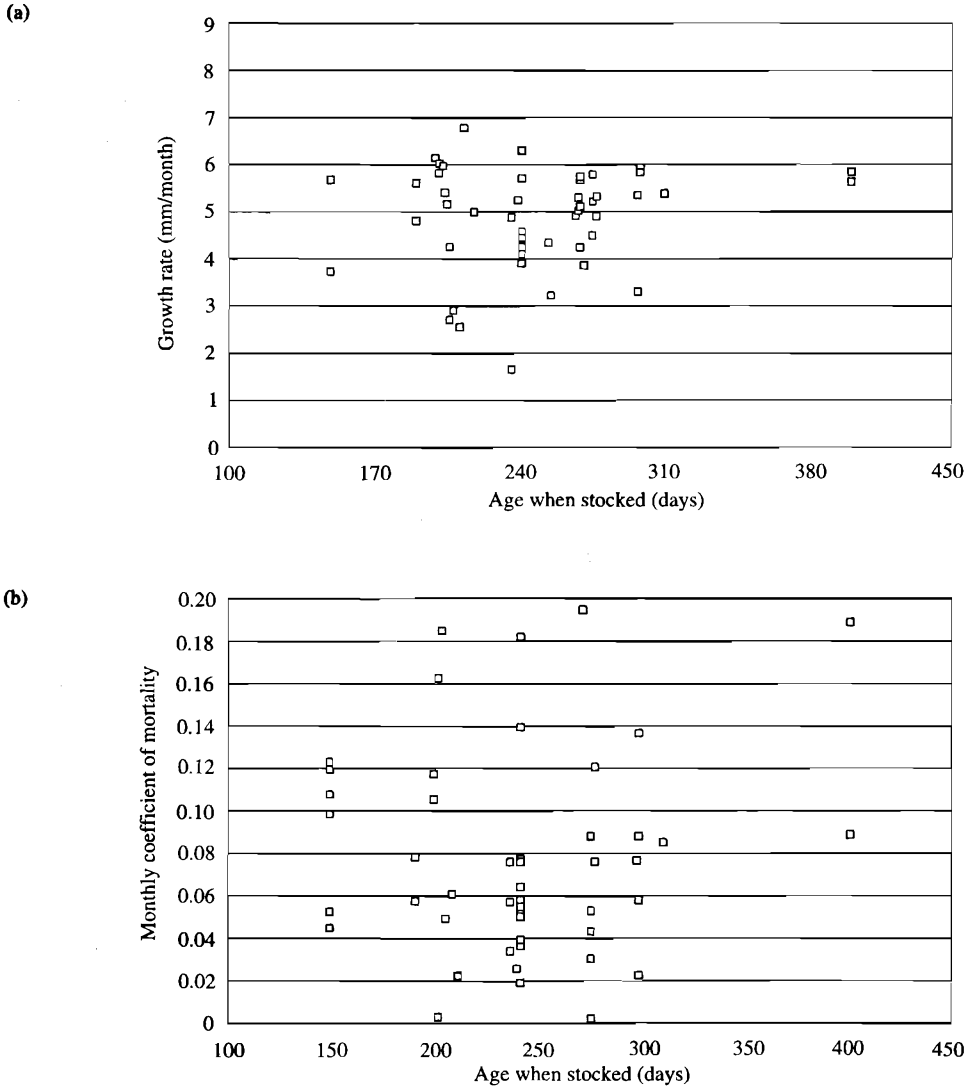 (a)
9
8
7
6
5
4
3
2
1
0
Growth rate (mm/month)
100 170 240 310 380 450
Age when stocked (days)
(b)
0.20
0.18
0.16
0.14
0.12
0.10
0.08
0.06
0.04
0.02
0
Monthly coefficient of mortality
100 150 200 250 300 350 400 450
Age when stocked (days)